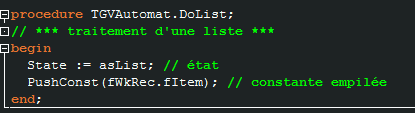 procedure TGVAutomat.DoList;
// *** traitement d'une liste ***
begin
State := asList; // état
PushConst(fWkRec.fItem); // constante empilée
end;